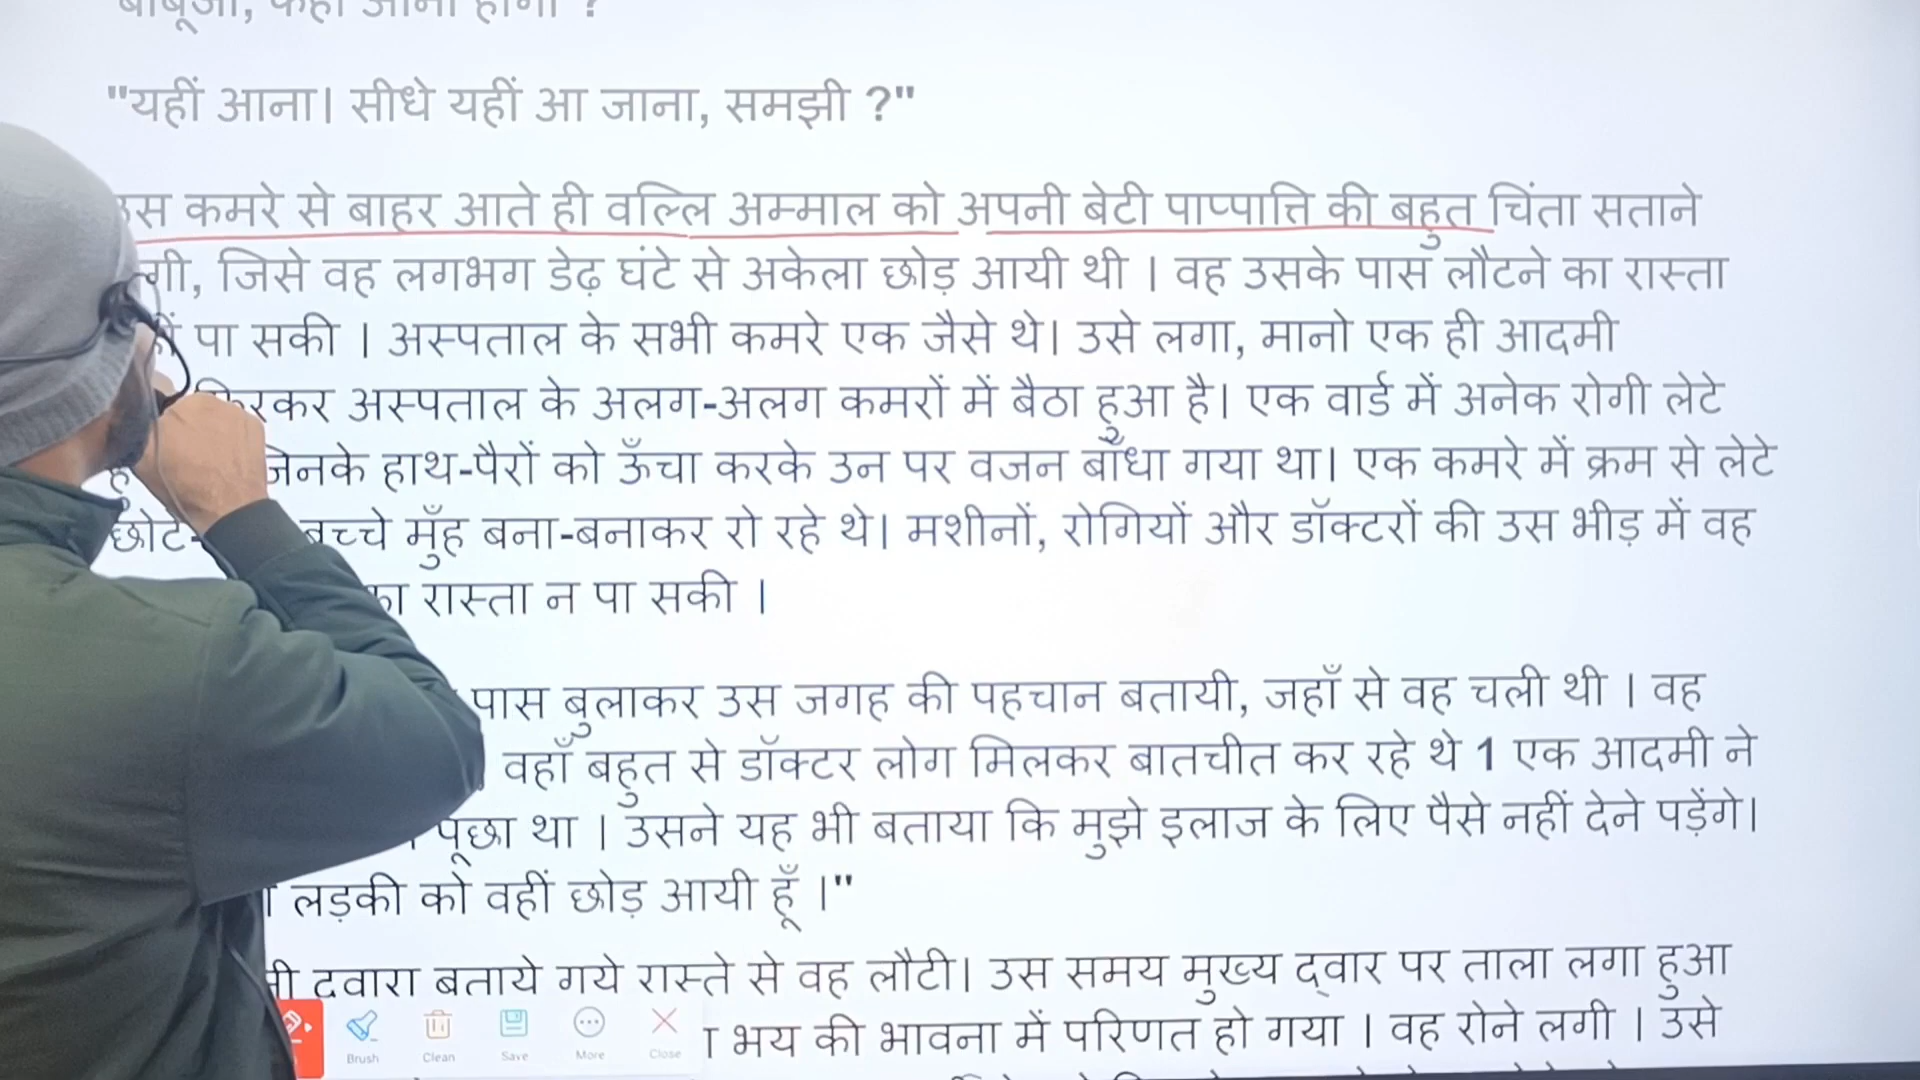 "यहीं आना। सीधे यहीं आ जाना, समझी ?"
कमरे से बाहर आते ही वल्लि अम्माल को अपनी बेटी पाप्पात्ति की बहुत चिंता सताने
जिसे वह लगभग डेढ़ घंटे से अकेला छोड़ आयी थी । वह उसके पास लौटने का रास्ता
पा सकी । अस्पताल के सभी कमरे एक जैसे थे। उसे लगा, मानो एक ही आदमी
अस्पताल के अलग-अलग कमरों में बैठा हुआ है। एक वार्ड में अनेक रोगी लेटे
हाथ-पैरों को ऊँचा करके उन पर वजन बाँधा गया था। एक कमरे में क्रम से लेटे
बच्चे मुँह बना-बनाकर रो रहे थे। मशीनों, रोगियों और डॉक्टरों की उस भीड़ में वह
रास्ता न पा सकी ।
पास बुलाकर उस जगह की पहचान बतायी, जहाँ से वह चली थी । वह
वहाँ बहुत से डॉक्टर लोग मिलकर बातचीत कर रहे थे 1 एक आदमी ने
पूछा था । उसने यह भी बताया कि मुझे इलाज के लिए पैसे नहीं देने पड़ेंगे।
लड़की को वहीं छोड़ आयी हूँ ।"
द्वारा बताये गये रास्ते से वह लौटी। उस समय मुख्य द्वार पर ताला लगा हुआ
भय की भावना में परिणत हो गया । वह रोने लगी । उसे
Brush Clean Save More Close